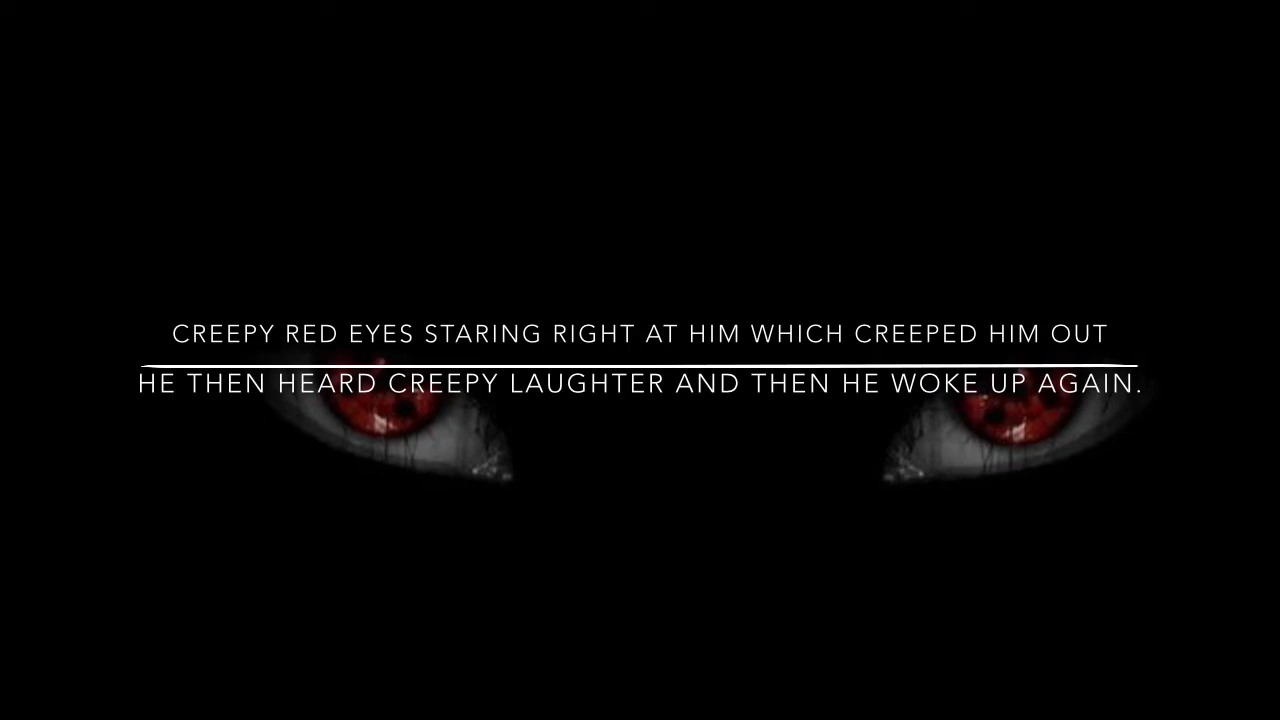 CREEPY RED EYES STARING RIGHT AT HIM WHICH CREEPED HIM OUT
HE THEN HEARD CREEPY LAUGHTER AND THEN HE WOKE UP AGAIN.